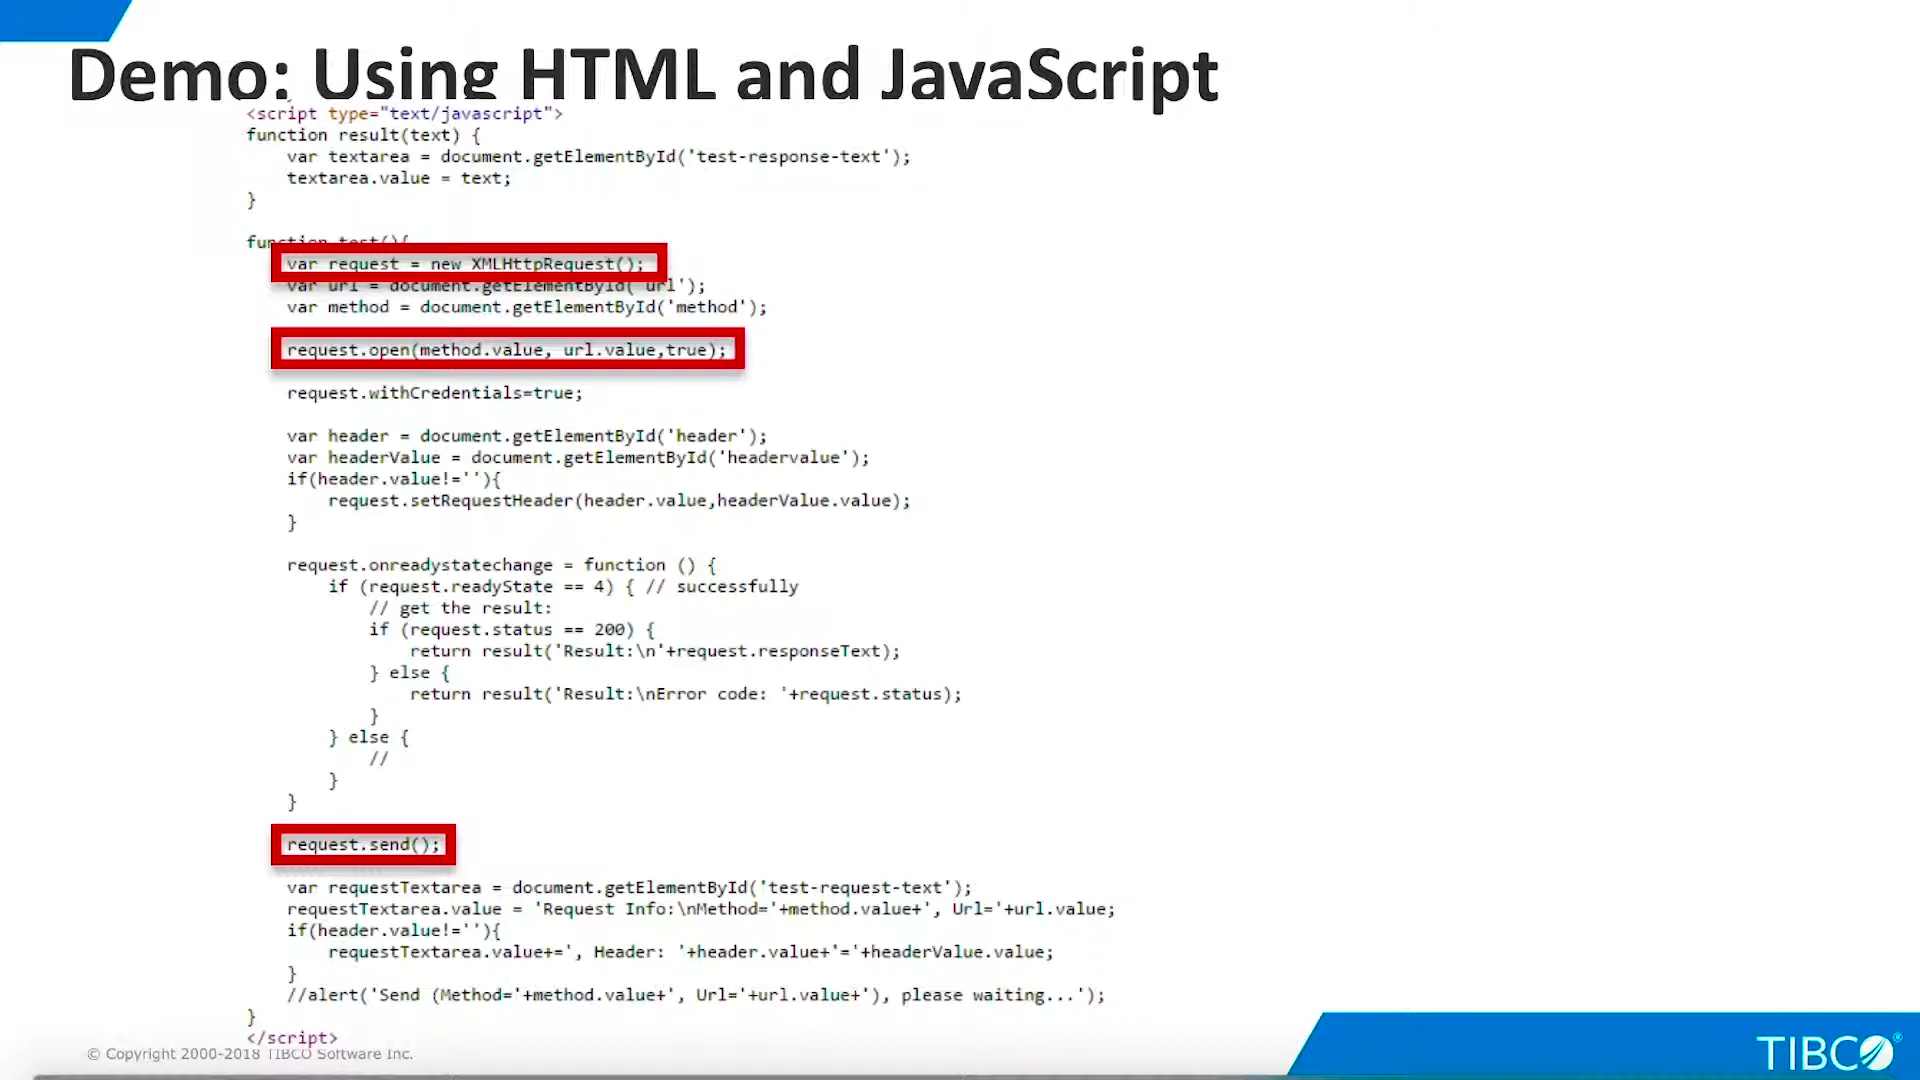 Demo: Using HTML and JavaScript
<script type="text/javascript">
function result(text) {
    var textarea = document.getElementById('test-response-text');
    textarea.value = text;
}
function test(){
    var request = new XMLHttpRequest();
    var url = document.getElementById('url');
    var method = document.getElementById('method');
    request.open(method.value, url.value,true);
    request.withCredentials=true;
    var header = document.getElementById('header');
    var headerValue = document.getElementById('headervalue');
    if(header.value!=''){
        request.setRequestHeader(header.value,headerValue.value);
    }
    request.onreadystatechange = function () {
        if (request.readyState == 4) { // successfully
            // get the result:
            if (request.status == 200) {
                return result('Result:\n'+request.responseText);
            } else {
                return result('Result:\nError code: '+request.status);
            }
        } else {
            //
        }
    }
    request.send();
    var requestTextarea = document.getElementById('test-request-text');
    requestTextarea.value = 'Request Info:\nMethod='+method.value+', Url='+url.value;
    if(header.value!=''){
        requestTextarea.value+=', Header: '+header.value+'='+headerValue.value;
    }
    //alert('Send (Method='+method.value+', Url='+url.value+'), please waiting...');
}
</script>
© Copyright 2000-2018 TIBCO Software Inc.
TIBCO®